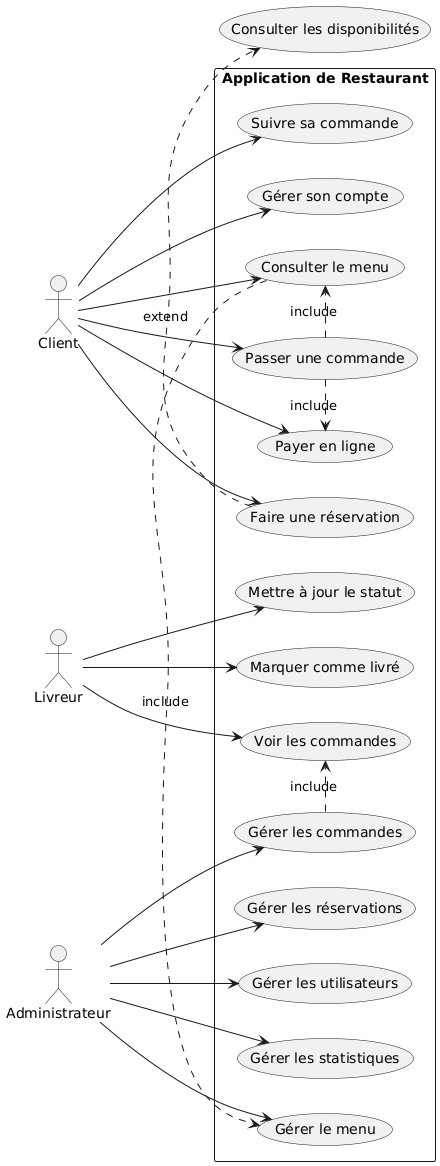 Consulter les disponibilités
Application de Restaurant
Suivre sa commande
Gérer son compte
Consulter le menu
include
extend
Client
Passer une commande
include
Payer en ligne
Faire une réservation
Mettre à jour le statut
Marquer comme livré
Livreur
include
Voir les commandes
include
Gérer les commandes
Gérer les réservations
Gérer les utilisateurs
Administrateur
Gérer les statistiques
Gérer le menu